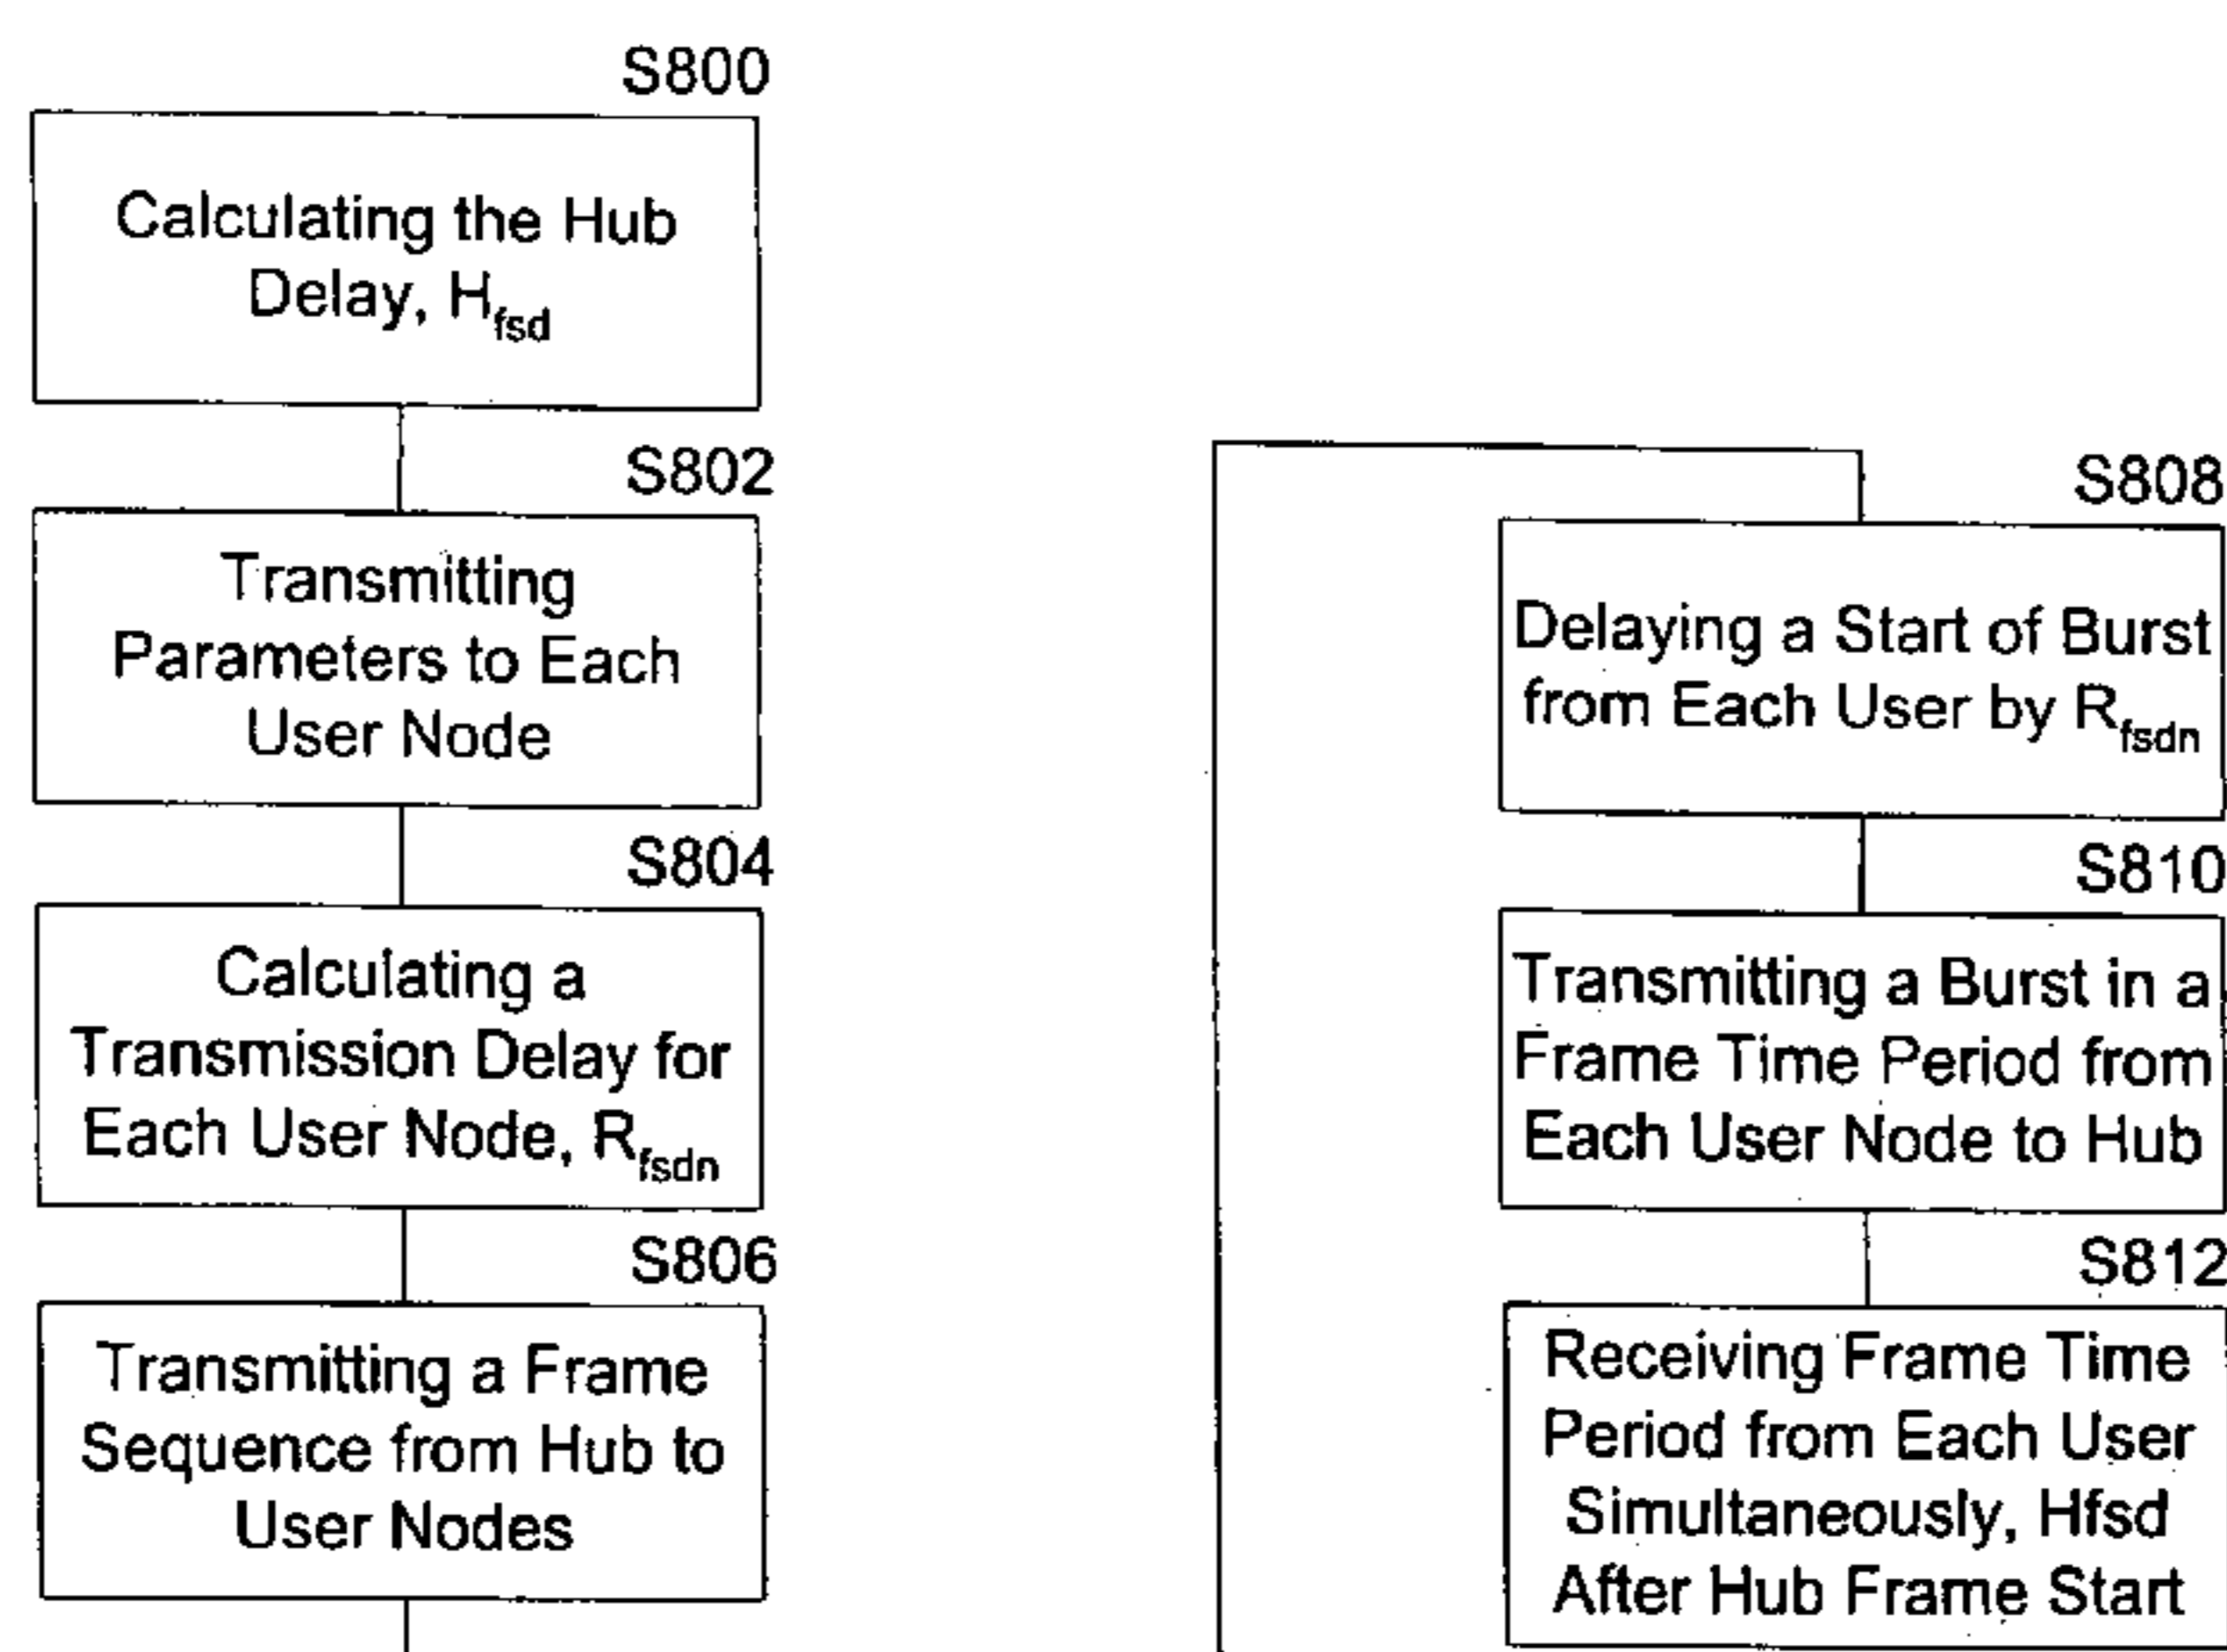 S800
Calculating the Hub
Delay, Hfsd
S802
Transmitting
Parameters to Each
User Node
S804
Calculating a
Transmission Delay for
Each User Node, Rfsdn
S806
Transmitting a Frame
Sequence from Hub to
User Nodes
S808
Delaying a Start of Burst
from Each User by Rfsdn
S810
Transmitting a Burst in a
Frame Time Period from
Each User Node to Hub
S812
Receiving Frame Time
Period from Each User
Simultaneously, Hfsd
After Hub Frame Start